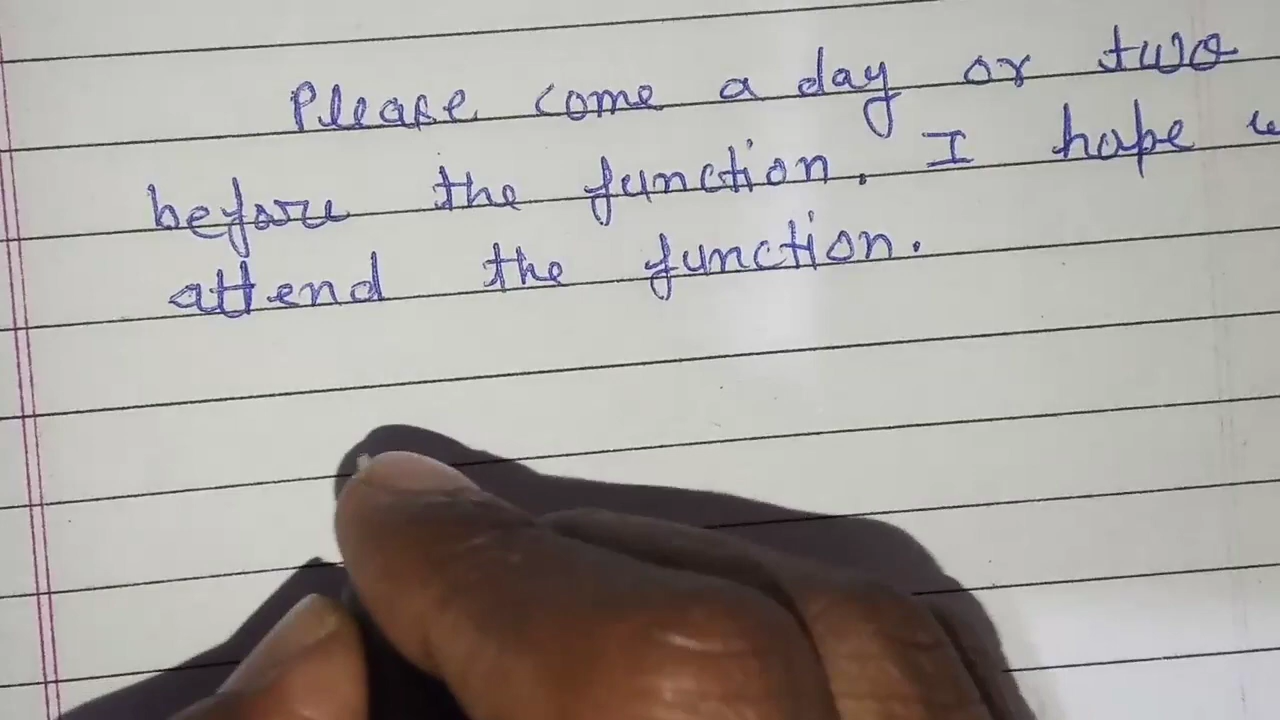 Please come a day or two
before the function. I hope
attend the function.